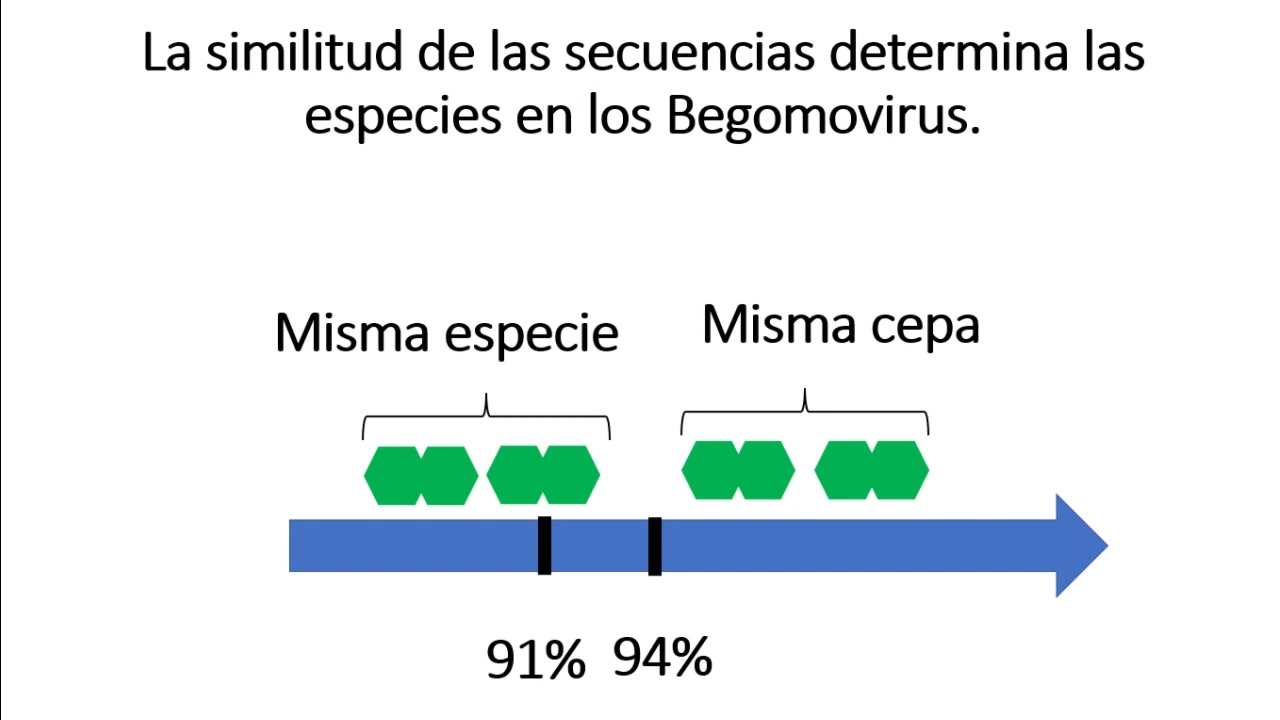 La similitud de las secuencias determina las
especies en los Begomovirus.
Misma especie
Misma cepa
91% 94%